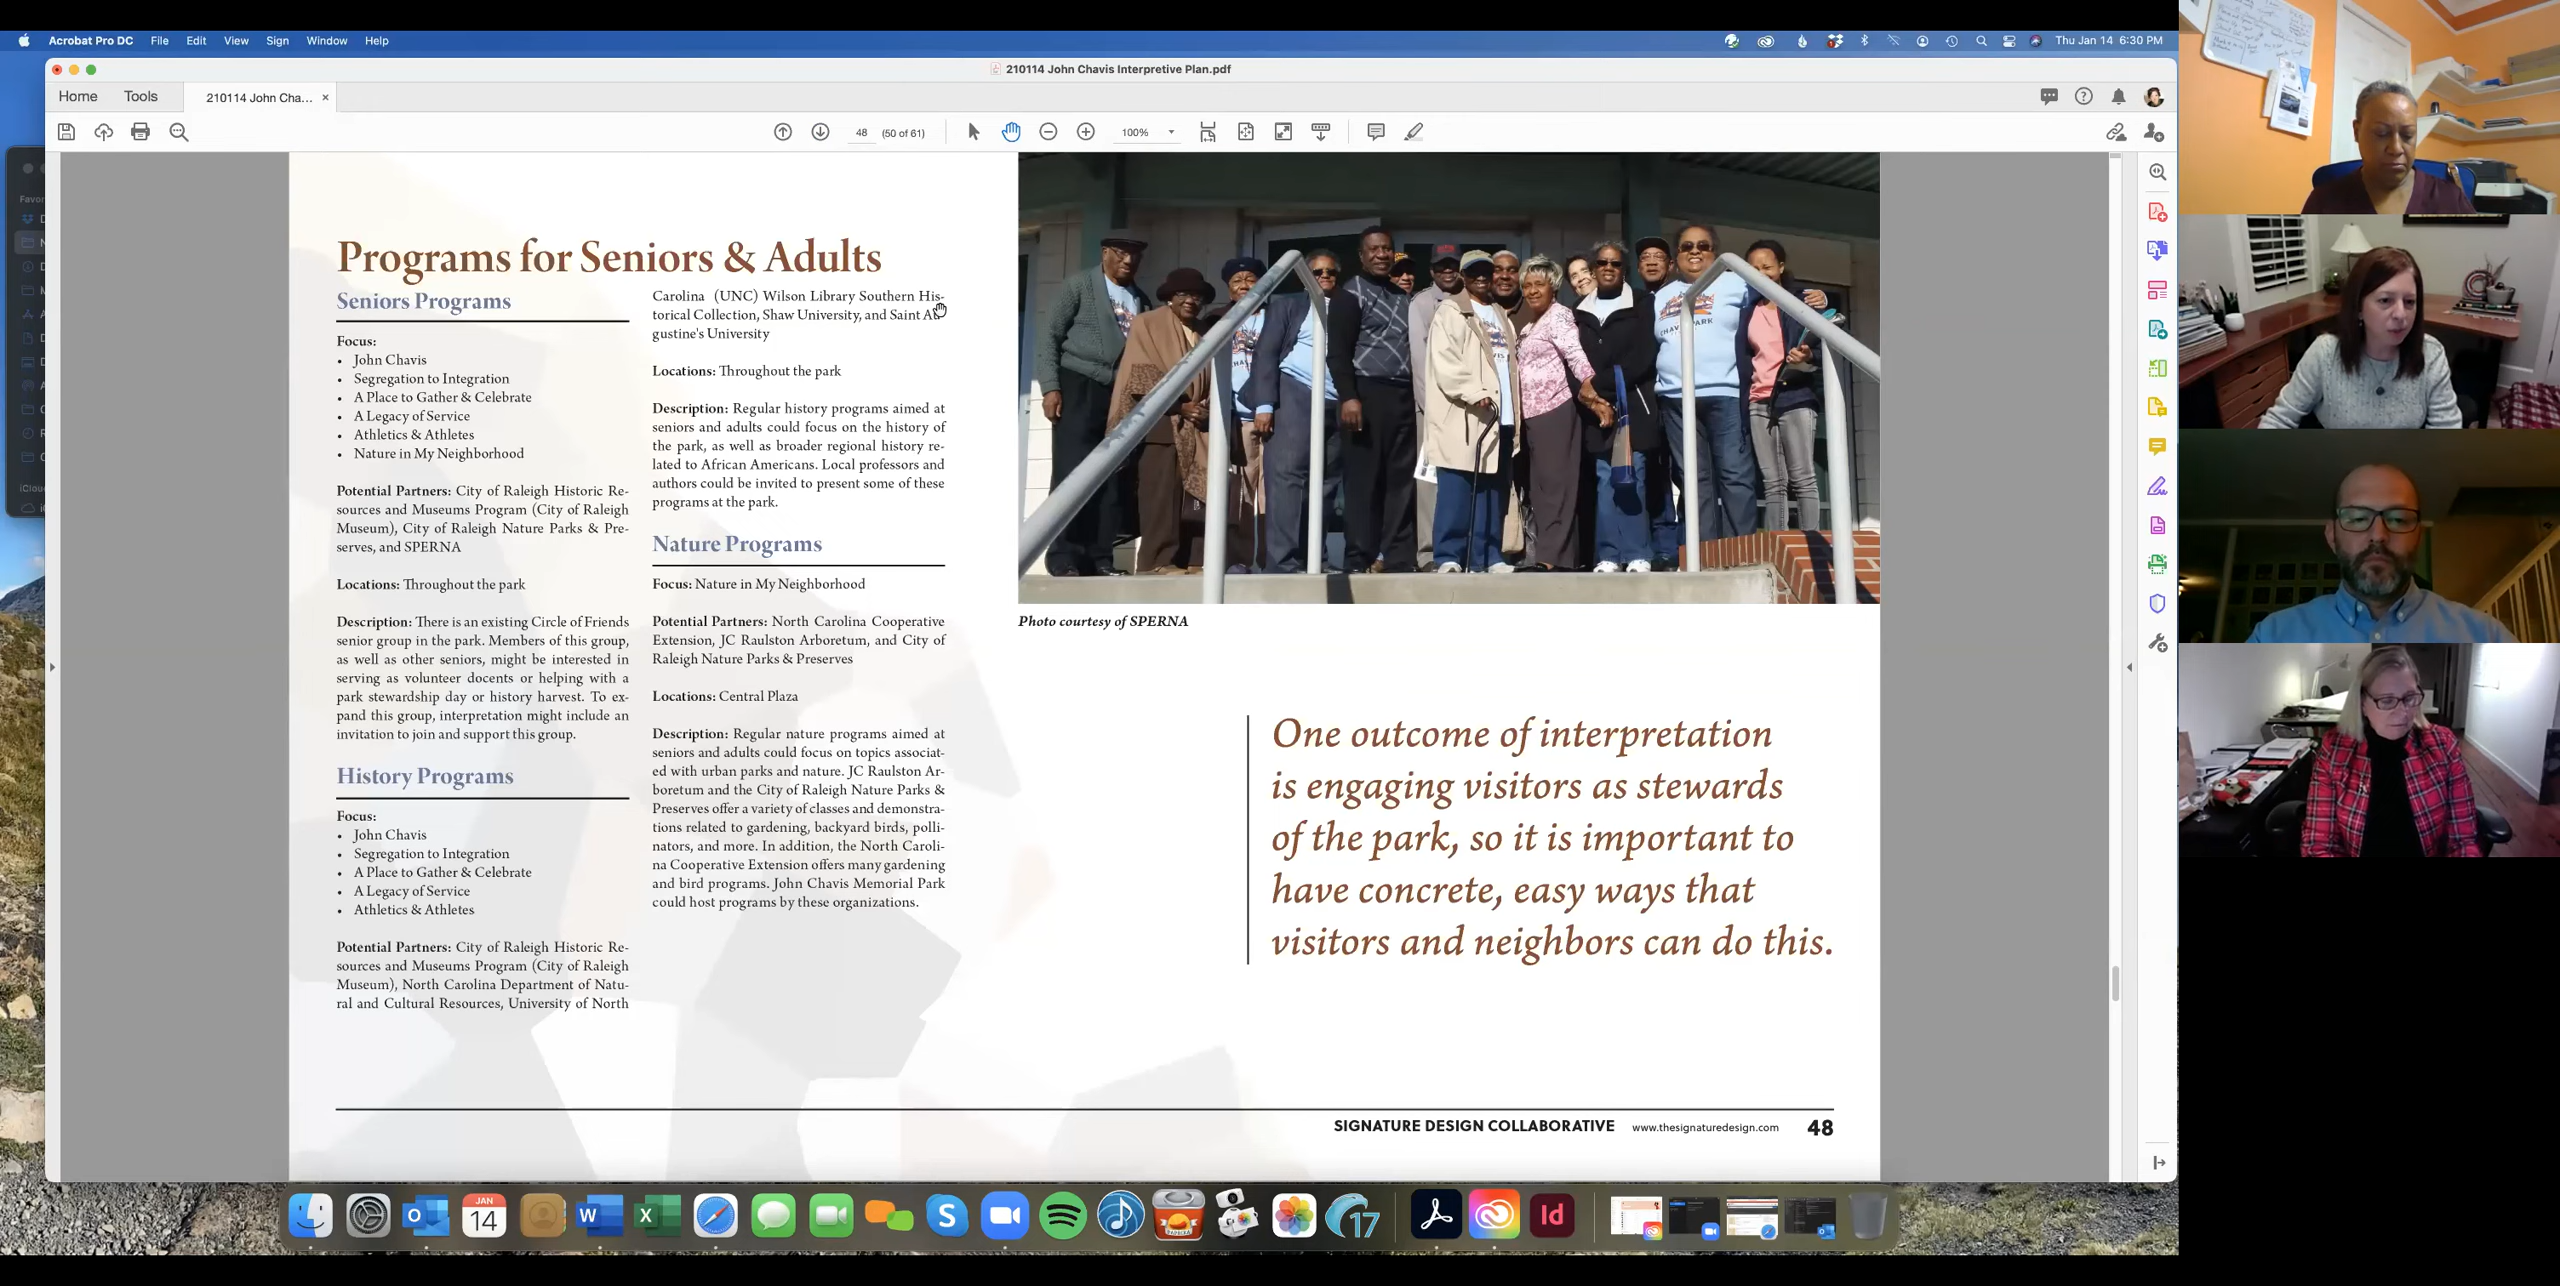 Acrobat Pro DC File Edit View Sign Window Help
Thu Jan 14 6:30 PM
210114 John Chavis Interpretive Plan.pdf
Home Tools 210114 John Cha... ×
48 (50 of 61) 100%
Programs for Seniors & Adults
Seniors Programs
Focus:
• John Chavis
• Segregation to Integration
• A Place to Gather & Celebrate
• A Legacy of Service
• Athletics & Athletes
• Nature in My Neighborhood
Potential Partners: City of Raleigh Historic Re-
sources and Museums Program (City of Raleigh
Museum), City of Raleigh Nature Parks & Pre-
serves, and SPERNA
Locations: Throughout the park
Description: There is an existing Circle of Friends
senior group in the park. Members of this group,
as well as other seniors, might be interested in
serving as volunteer docents or helping with a
park stewardship day or history harvest. To ex-
pand this group, interpretation might include an
invitation to join and support this group.
History Programs
Focus:
• John Chavis
• Segregation to Integration
• A Place to Gather & Celebrate
• A Legacy of Service
• Athletics & Athletes
Potential Partners: City of Raleigh Historic Re-
sources and Museums Program (City of Raleigh
Museum), North Carolina Department of Natu-
ral and Cultural Resources, University of North
Carolina (UNC) Wilson Library Southern His-
torical Collection, Shaw University, and Saint Au
gustine's University
Locations: Throughout the park
Description: Regular history programs aimed at
seniors and adults could focus on the history of
the park, as well as broader regional history re-
lated to African Americans. Local professors and
authors could be invited to present some of these
programs at the park.
Nature Programs
Focus: Nature in My Neighborhood
Potential Partners: North Carolina Cooperative
Extension, JC Raulston Arboretum, and City of
Raleigh Nature Parks & Preserves
Locations: Central Plaza
Description: Regular nature programs aimed at
seniors and adults could focus on topics associat-
ed with urban parks and nature. JC Raulston Ar-
boretum and the City of Raleigh Nature Parks &
Preserves offer a variety of classes and demonstra-
tions related to gardening, backyard birds, polli-
nators, and more. In addition, the North Caroli-
na Cooperative Extension offers many gardening
and bird programs. John Chavis Memorial Park
could host programs by these organizations.
Photo courtesy of SPERNA
One outcome of interpretation
is engaging visitors as stewards
of the park, so it is important to
have concrete, easy ways that
visitors and neighbors can do this.
SIGNATURE DESIGN COLLABORATIVE www.thesignaturedesign.com 48
JAN
14
17
Id